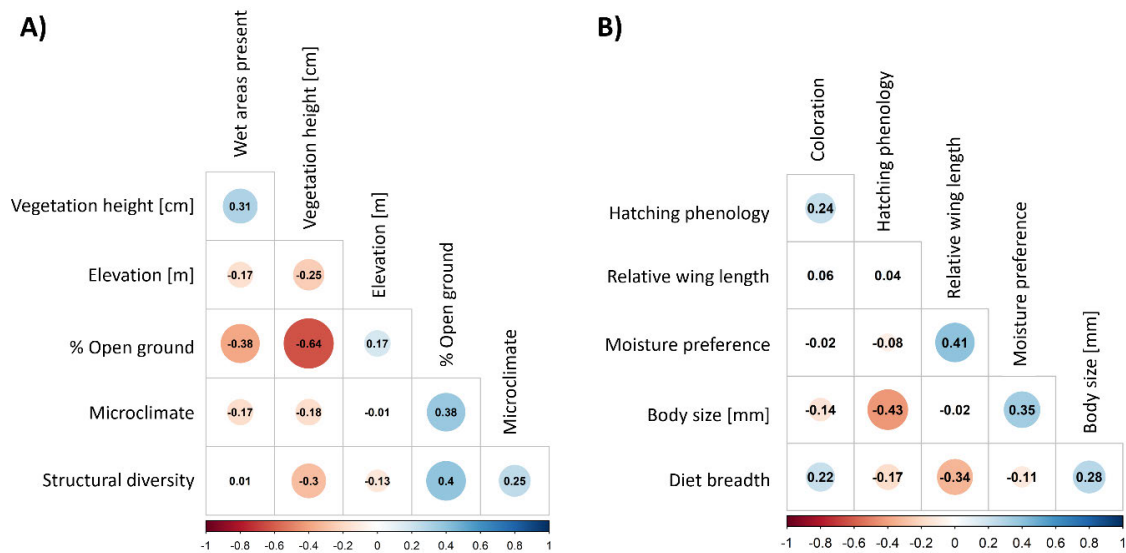 A)
Wet areas present
Vegetation height [cm]
Elevation [m]
% Open ground
Microclimate
Vegetation height [cm] 0.31
Elevation [m] -0.17 -0.25
% Open ground -0.38 -0.64 0.17
Microclimate -0.17 -0.18 -0.01 0.38
Structural diversity 0.01 -0.3 -0.13 0.4 0.25
-1 -0.8 -0.6 -0.4 -0.2 0 0.2 0.4 0.6 0.8 1
B)
Coloration
Hatching phenology
Relative wing length
Moisture preference
Body size [mm]
Hatching phenology 0.24
Relative wing length 0.06 0.04
Moisture preference -0.02 -0.08 0.41
Body size [mm] -0.14 -0.43 -0.02 0.35
Diet breadth 0.22 -0.17 -0.34 -0.11 0.28
-1 -0.8 -0.6 -0.4 -0.2 0 0.2 0.4 0.6 0.8 1